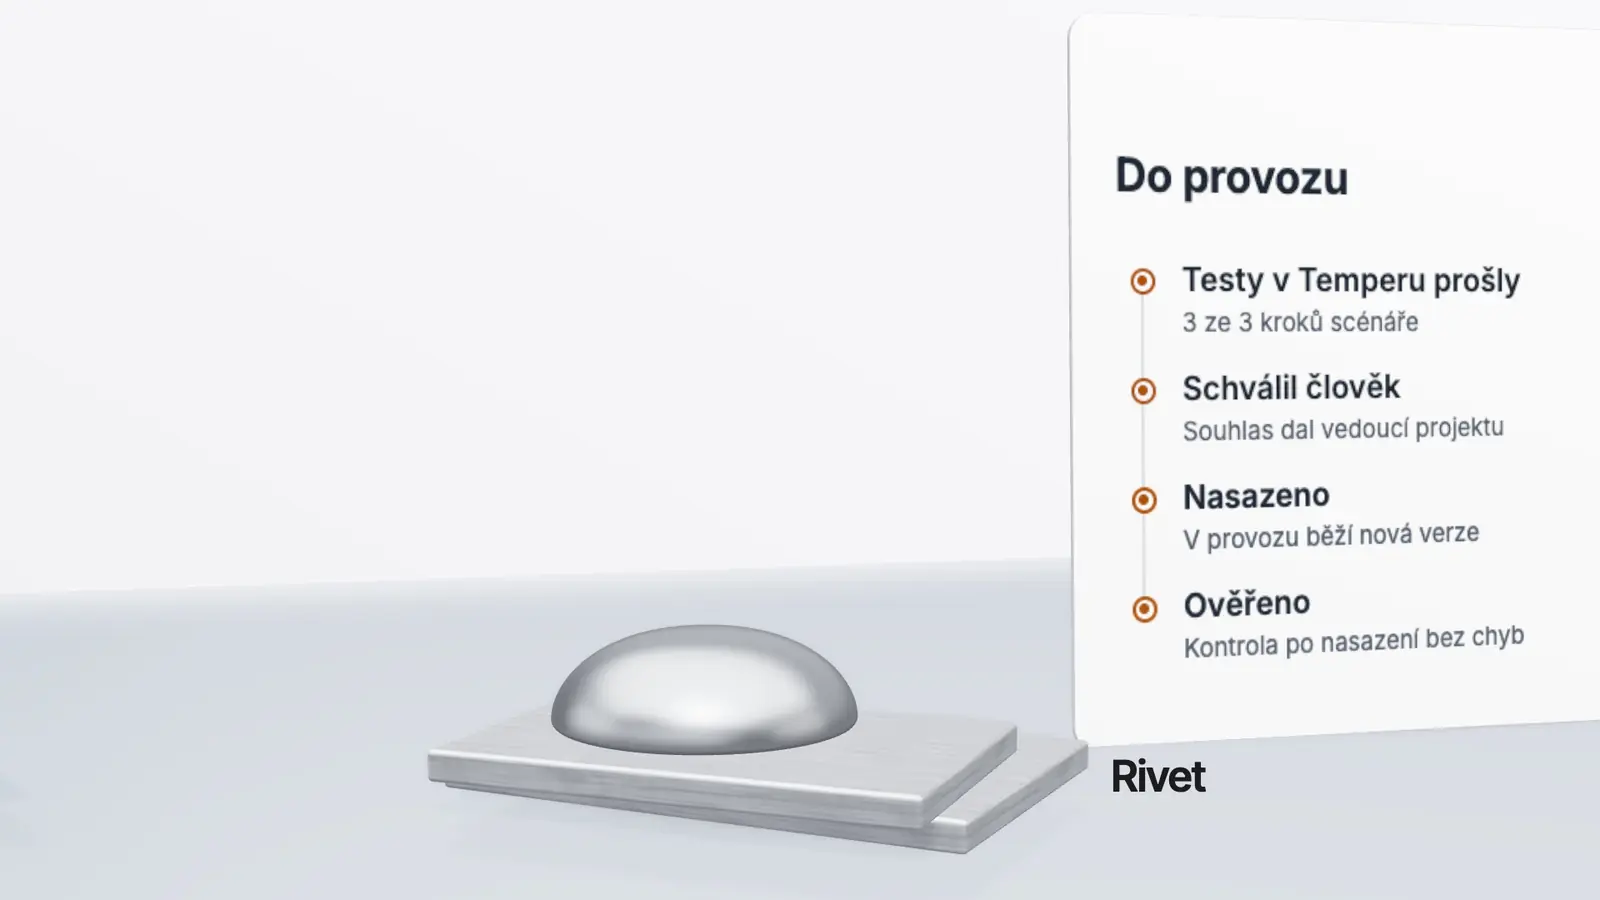 Do provozu
Testy v Temperu prošly
3 ze 3 kroků scénáře
Schválil člověk
Souhlas dal vedoucí projektu
Nasazeno
V provozu běží nová verze
Ověřeno
Kontrola po nasazení bez chyb
Rivet